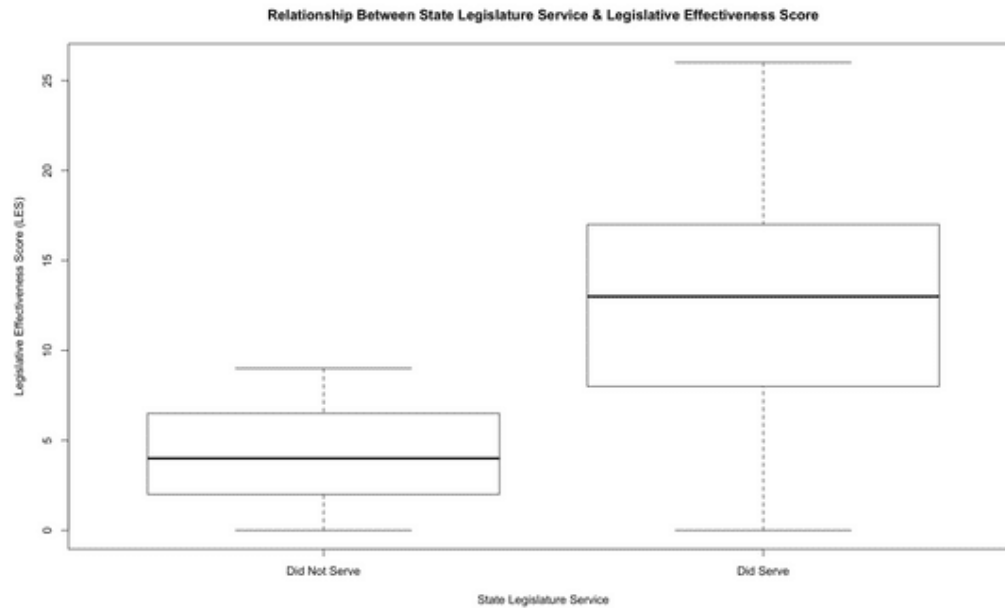 Relationship Between State Legislature Service & Legislative Effectiveness Score
Legislative Effectiveness Score (LES)
25
20
15
10
5
0
Did Not Serve
Did Serve
State Legislature Service